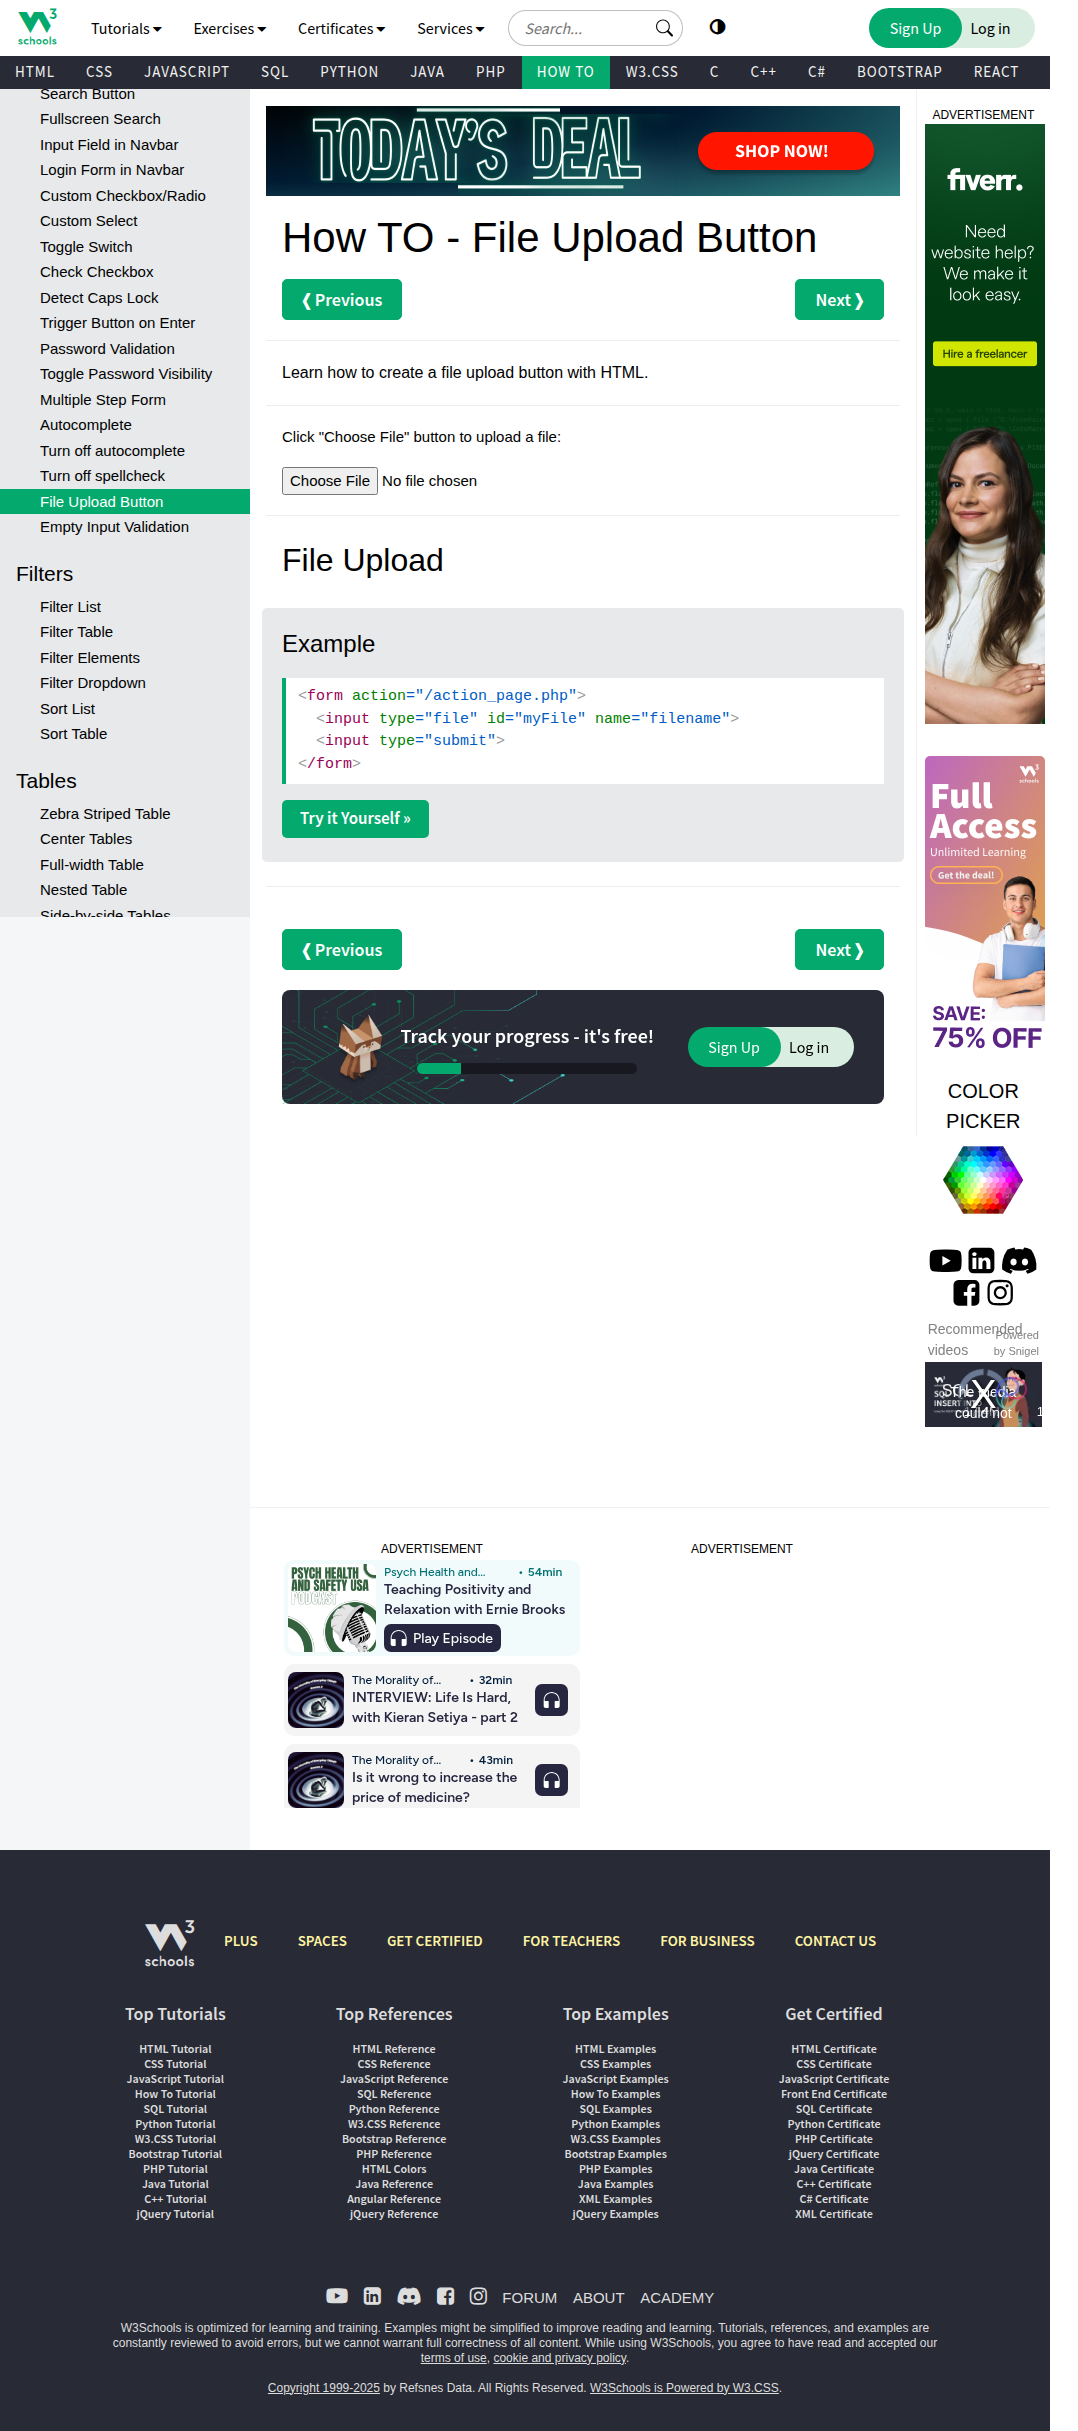 W3 schools
Tutorials Exercises Certificates Services Search... Sign Up Log in
HTML CSS JAVASCRIPT SQL PYTHON JAVA PHP HOW TO W3.CSS C C++ C# BOOTSTRAP REACT
Search Button
Fullscreen Search
Input Field in Navbar
Login Form in Navbar
Custom Checkbox/Radio
Custom Select
Toggle Switch
Check Checkbox
Detect Caps Lock
Trigger Button on Enter
Password Validation
Toggle Password Visibility
Multiple Step Form
Autocomplete
Turn off autocomplete
Turn off spellcheck
File Upload Button
Empty Input Validation
Filters
Filter List
Filter Table
Filter Elements
Filter Dropdown
Sort List
Sort Table
Tables
Zebra Striped Table
Center Tables
Full-width Table
Nested Table
Side-by-side Tables
TODAY'S DEAL SHOP NOW!
How TO - File Upload Button
❮ Previous Next ❯
Learn how to create a file upload button with HTML.
Click "Choose File" button to upload a file:
Choose File No file chosen
File Upload
Example
<form action="/action_page.php">
  <input type="file" id="myFile" name="filename">
  <input type="submit">
</form>
Try it Yourself »
❮ Previous Next ❯
Track your progress - it's free! Sign Up Log in
ADVERTISEMENT
fiverr.
Need
website help?
We make it
look easy.
Hire a freelancer
W3 schools
Full
Access
Unlimited Learning
Get the deal!
SAVE:
75% OFF
COLOR
PICKER
Recommended
videos
Powered
by Snigel
SQL
INSERT INTO
The media
could not
ADVERTISEMENT
PSYCH HEALTH
AND SAFETY USA
PODCAST
Psych Health and... • 54min
Teaching Positivity and
Relaxation with Ernie Brooks
Play Episode
The Morality of... • 32min
INTERVIEW: Life Is Hard,
with Kieran Setiya - part 2
The Morality of... • 43min
Is it wrong to increase the
price of medicine?
ADVERTISEMENT
W3 schools
PLUS SPACES GET CERTIFIED FOR TEACHERS FOR BUSINESS CONTACT US
Top Tutorials
HTML Tutorial
CSS Tutorial
JavaScript Tutorial
How To Tutorial
SQL Tutorial
Python Tutorial
W3.CSS Tutorial
Bootstrap Tutorial
PHP Tutorial
Java Tutorial
C++ Tutorial
jQuery Tutorial
Top References
HTML Reference
CSS Reference
JavaScript Reference
SQL Reference
Python Reference
W3.CSS Reference
Bootstrap Reference
PHP Reference
HTML Colors
Java Reference
Angular Reference
jQuery Reference
Top Examples
HTML Examples
CSS Examples
JavaScript Examples
How To Examples
SQL Examples
Python Examples
W3.CSS Examples
Bootstrap Examples
PHP Examples
Java Examples
XML Examples
jQuery Examples
Get Certified
HTML Certificate
CSS Certificate
JavaScript Certificate
Front End Certificate
SQL Certificate
Python Certificate
PHP Certificate
jQuery Certificate
Java Certificate
C++ Certificate
C# Certificate
XML Certificate
FORUM ABOUT ACADEMY
W3Schools is optimized for learning and training. Examples might be simplified to improve reading and learning. Tutorials, references, and examples are
constantly reviewed to avoid errors, but we cannot warrant full correctness of all content. While using W3Schools, you agree to have read and accepted our
terms of use, cookie and privacy policy.
Copyright 1999-2025 by Refsnes Data. All Rights Reserved. W3Schools is Powered by W3.CSS.